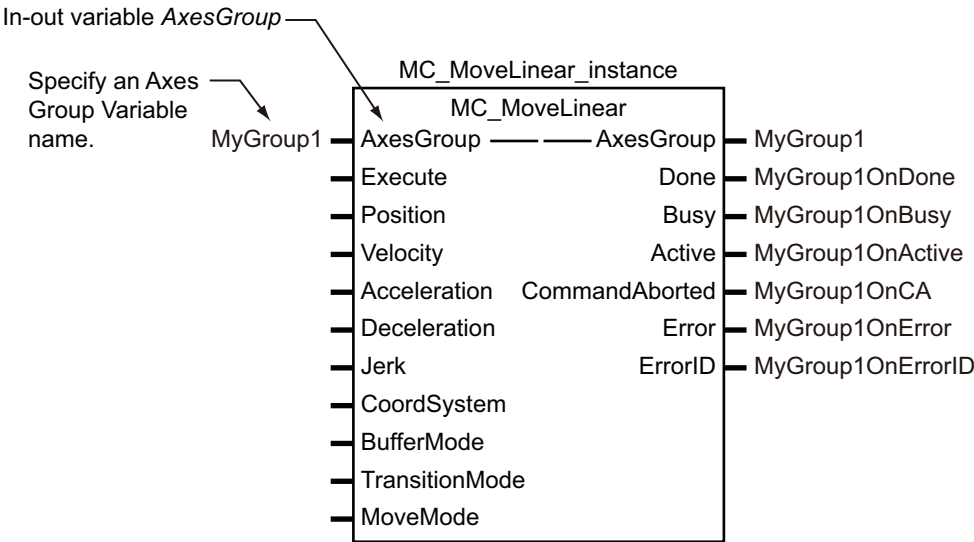 In-out variable AxesGroup
Specify an Axes
Group Variable
name.
MC_MoveLinear_instance
MC_MoveLinear
MyGroup1 AxesGroup AxesGroup MyGroup1
Execute Done MyGroup1OnDone
Position Busy MyGroup1OnBusy
Velocity Active MyGroup1OnActive
Acceleration CommandAborted MyGroup1OnCA
Deceleration Error MyGroup1OnError
Jerk ErrorID MyGroup1OnErrorID
CoordSystem
BufferMode
TransitionMode
MoveMode